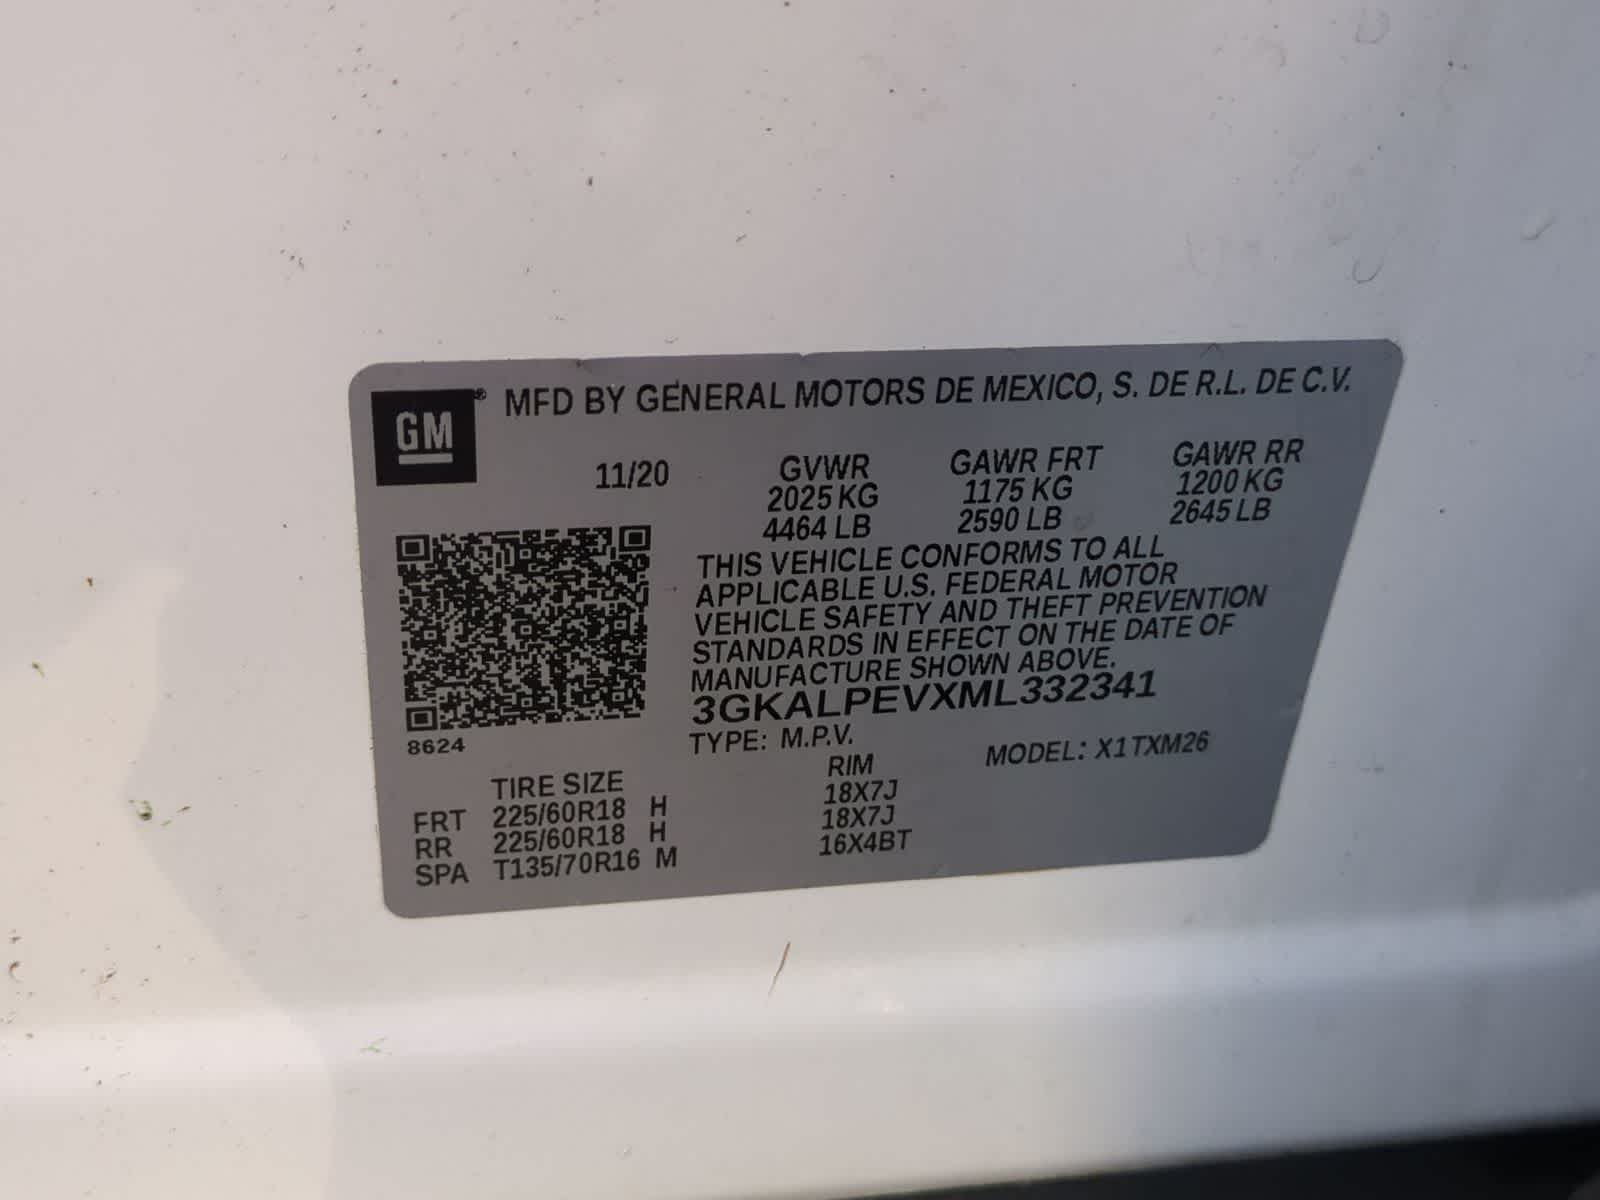 GM® MFD BY GENERAL MOTORS DE MEXICO, S. DE R.L. DE C.V.
11/20 GVWR GAWR FRT GAWR RR
2025 KG 1175 KG 1200 KG
4464 LB 2590 LB 2645 LB
THIS VEHICLE CONFORMS TO ALL
APPLICABLE U.S. FEDERAL MOTOR
VEHICLE SAFETY AND THEFT PREVENTION
STANDARDS IN EFFECT ON THE DATE OF
MANUFACTURE SHOWN ABOVE.
3GKALPEVXML332341
8624
TYPE: M.P.V. MODEL: X1TXM26
TIRE SIZE RIM
FRT 225/60R18 H 18X7J
RR 225/60R18 H 18X7J
SPA T135/70R16 M 16X4BT